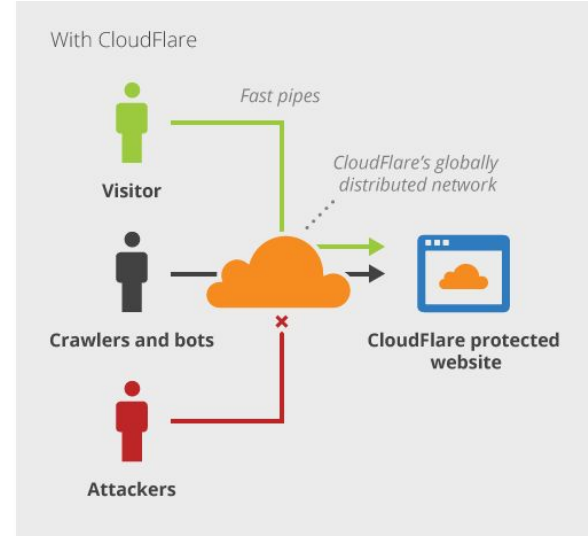 With CloudFlare
Fast pipes
CloudFlare's globally
distributed network
Visitor
Crawlers and bots
CloudFlare protected
website
Attackers